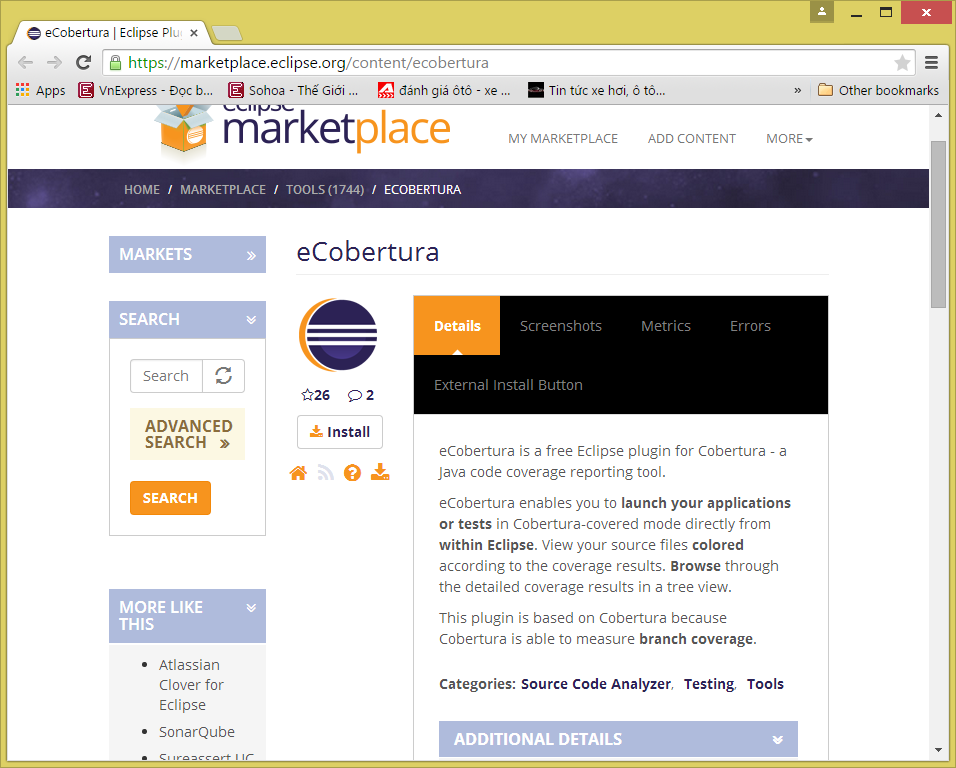 eCobertura | Eclipse Plu
https://marketplace.eclipse.org/content/ecobertura
Apps
VnExpress - Đọc b...
Sohoa - Thế Giới ...
đánh giá ôtô - xe ...
Tin tức xe hơi, ô tô...
»
Other bookmarks
eclipse
marketplace
MY MARKETPLACE
ADD CONTENT
MORE
HOME / MARKETPLACE / TOOLS (1744) / ECOBERTURA
MARKETS »
SEARCH
Search
ADVANCED
SEARCH »
SEARCH
MORE LIKE
THIS
• Atlassian
Clover for
Eclipse
• SonarQube
• Sureassert UC
eCobertura
26
2
Install
Details
Screenshots
Metrics
Errors
External Install Button
eCobertura is a free Eclipse plugin for Cobertura - a
Java code coverage reporting tool.
eCobertura enables you to launch your applications
or tests in Cobertura-covered mode directly from
within Eclipse. View your source files colored
according to the coverage results. Browse through
the detailed coverage results in a tree view.
This plugin is based on Cobertura because
Cobertura is able to measure branch coverage.
Categories: Source Code Analyzer, Testing, Tools
ADDITIONAL DETAILS